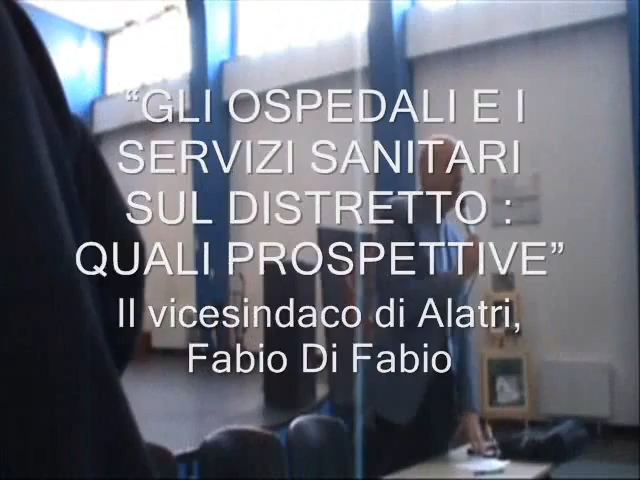 “GLI OSPEDALI E I
SERVIZI SANITARI
SUL DISTRETTO :
QUALI PROSPETTIVE”
Il vicesindaco di Alatri,
Fabio Di Fabio